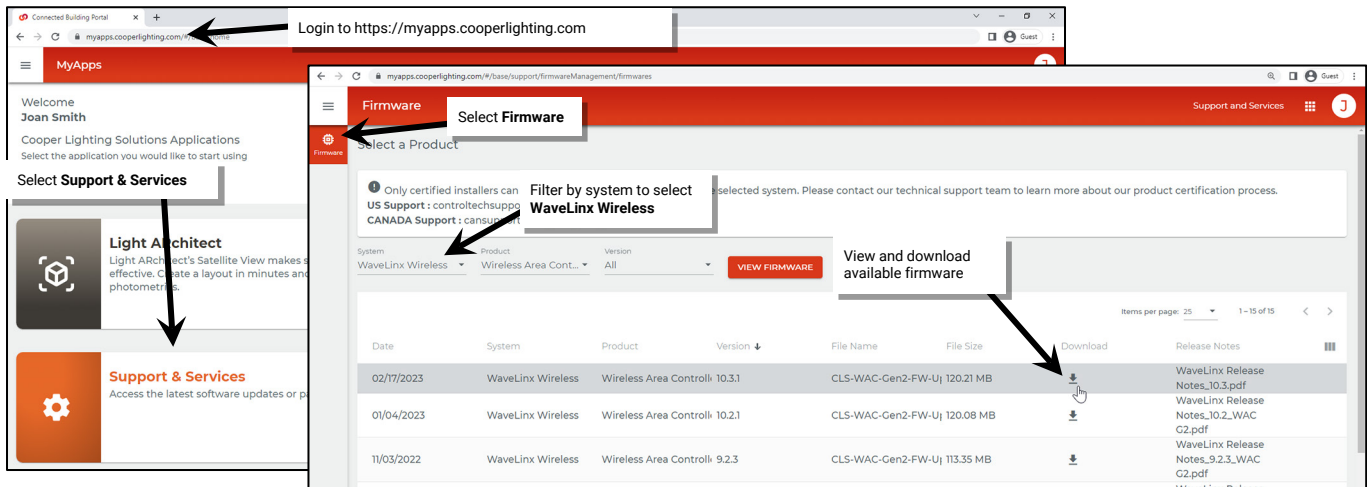 Connected Building Portal
Login to https://myapps.cooperlighting.com
Guest
myapps.cooperlighting.com/#/
MyApps
J
Welcome
Joan Smith
Cooper Lighting Solutions Applications
Select the application you would like to start using
Select Support & Services
Light ARchitect
Light ARchitect's Satellite View makes s
effective. Create a layout in minutes and
photometrics.
Support & Services
Access the latest software updates or pa
myapps.cooperlighting.com/#/base/support/firmwareManagement/firmwares
Guest
Firmware
Support and Services
J
Select Firmware
Firmware
Select a Product
Only certified installers can
selected system. Please contact our technical support team to learn more about our product certification process.
US Support : controltechsuppo
CANADA Support : cansupport
Filter by system to select
WaveLinx Wireless
System
Product
Version
WaveLinx Wireless
Wireless Area Cont...
All
VIEW FIRMWARE
View and download
available firmware
Items per page: 25
1 – 15 of 15
Date System Product Version File Name File Size Download Release Notes
02/17/2023 WaveLinx Wireless Wireless Area Controll 10.3.1 CLS-WAC-Gen2-FW-Up 120.21 MB WaveLinx Release
Notes_10.3.pdf
01/04/2023 WaveLinx Wireless Wireless Area Controll 10.2.1 CLS-WAC-Gen2-FW-Up 120.08 MB WaveLinx Release
Notes_10.2_WAC
G2.pdf
11/03/2022 WaveLinx Wireless Wireless Area Controll 9.2.3 CLS-WAC-Gen2-FW-Up 113.35 MB WaveLinx Release
Notes_9.2.3_WAC
G2.pdf